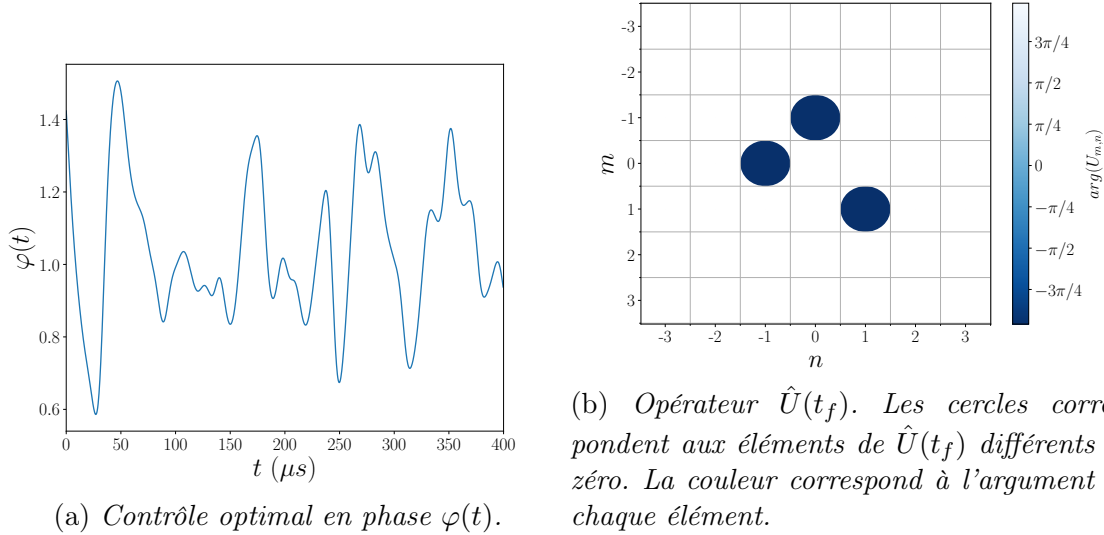 1.4
1.2
1.0
0.8
0.6
φ(t)
0 50 100 150 200 250 300 350 400
t (μs)
(a) Contrôle optimal en phase φ(t).
-3
-2
-1
0
1
2
3
m
-3 -2 -1 0 1 2 3
n
3π/4
π/2
π/4
0
−π/4
−π/2
−3π/4
arg(U_{m,n})
(b) Opérateur Û(t_f). Les cercles corre
pondent aux éléments de Û(t_f) différents
zéro. La couleur correspond à l'argument
chaque élément.